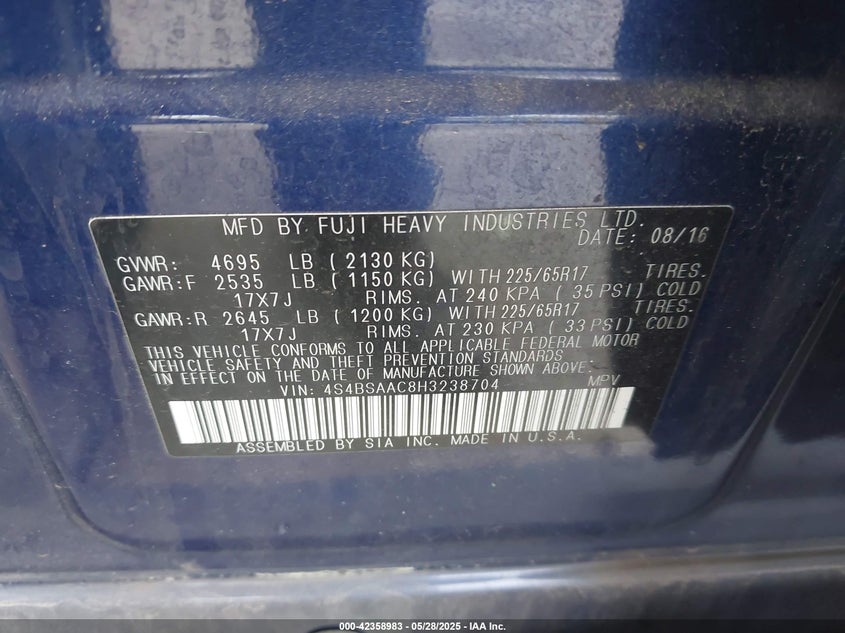 MFD BY FUJI HEAVY INDUSTRIES LTD.
DATE: 08/16
GVWR: 4695 LB (2130 KG)
GAWR:F 2535 LB (1150 KG) WITH 225/65R17 TIRES.
17X7J RIMS. AT 240 KPA (35 PSI) COLD
GAWR:R 2645 LB (1200 KG) WITH 225/65R17 TIRES.
17X7J RIMS. AT 230 KPA (33 PSI) COLD
THIS VEHICLE CONFORMS TO ALL APPLICABLE FEDERAL MOTOR
VEHICLE SAFETY AND THEFT PREVENTION STANDARDS
IN EFFECT ON THE DATE OF MANUFACTURE SHOWN ABOVE.
VIN: 4S4BSAAC8H3238704 MPV
ASSEMBLED BY SIA INC. MADE IN U.S.A.
000-42358983 — 05/28/2025 — IAA Inc.